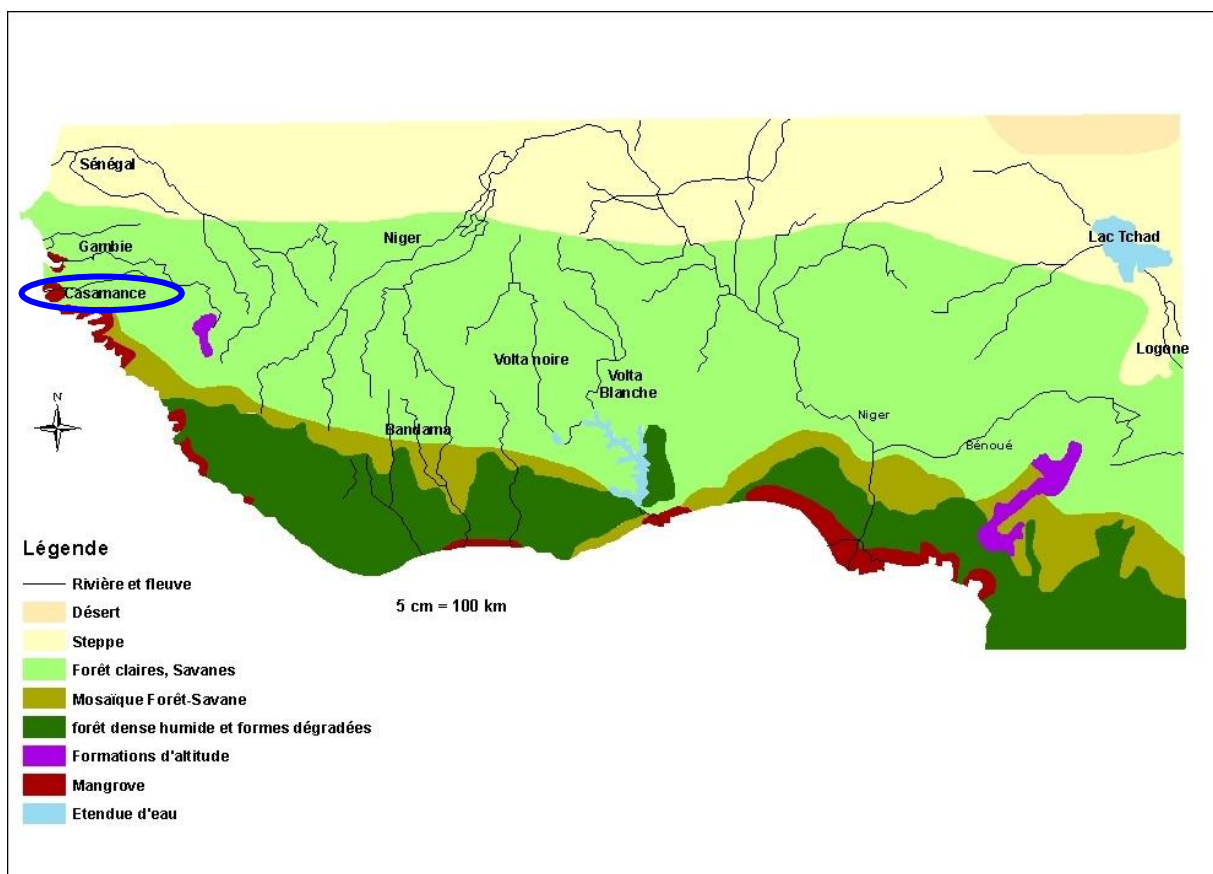 Sénégal
Gambie
Niger
Lac Tchad
Casamance
Volta noire
Volta
Blanche
Logone
N
Niger
Bandama
Bénoué
Légende
Rivière et fleuve
5 cm = 100 km
Désert
Steppe
Forêt claires, Savanes
Mosaïque Forêt-Savane
forêt dense humide et formes dégradées
Formations d'altitude
Mangrove
Etendue d'eau